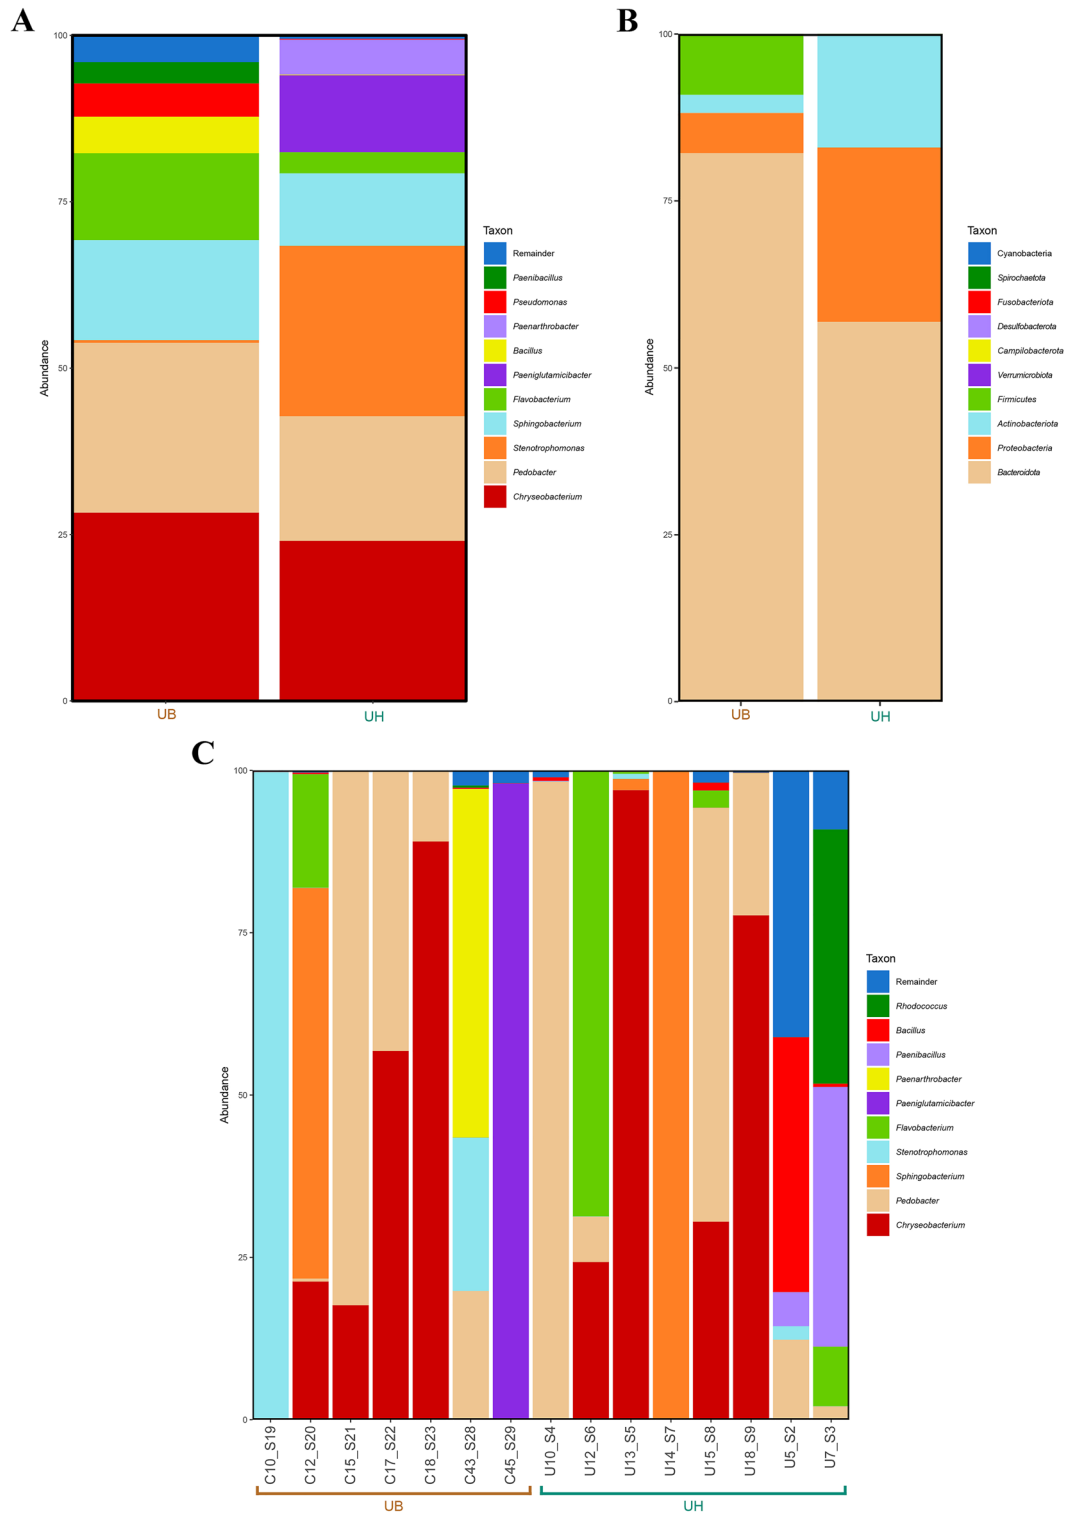 A
B
100
75
50
25
0
Abundance
UB
UH
Taxon
Remainder
Paenibacillus
Pseudomonas
Paenarthrobacter
Bacillus
Paeniglutamicibacter
Flavobacterium
Sphingobacterium
Stenotrophomonas
Pedobacter
Chryseobacterium
100
75
50
25
0
Abundance
UB
UH
Taxon
Cyanobacteria
Spirochaetota
Fusobacteriota
Desulfobacterota
Campilobacterota
Verrumicrobiota
Firmicutes
Actinobacteriota
Proteobacteria
Bacteroidota
C
100
75
50
25
0
Abundance
C10_S19
C12_S20
C15_S21
C17_S22
C18_S23
C43_S28
C45_S29
U10_S4
U12_S6
U13_S5
U14_S7
U15_S8
U18_S9
U5_S2
U7_S3
UB
UH
Taxon
Remainder
Rhodococcus
Bacillus
Paenibacillus
Paenarthrobacter
Paeniglutamicibacter
Flavobacterium
Stenotrophomonas
Sphingobacterium
Pedobacter
Chryseobacterium